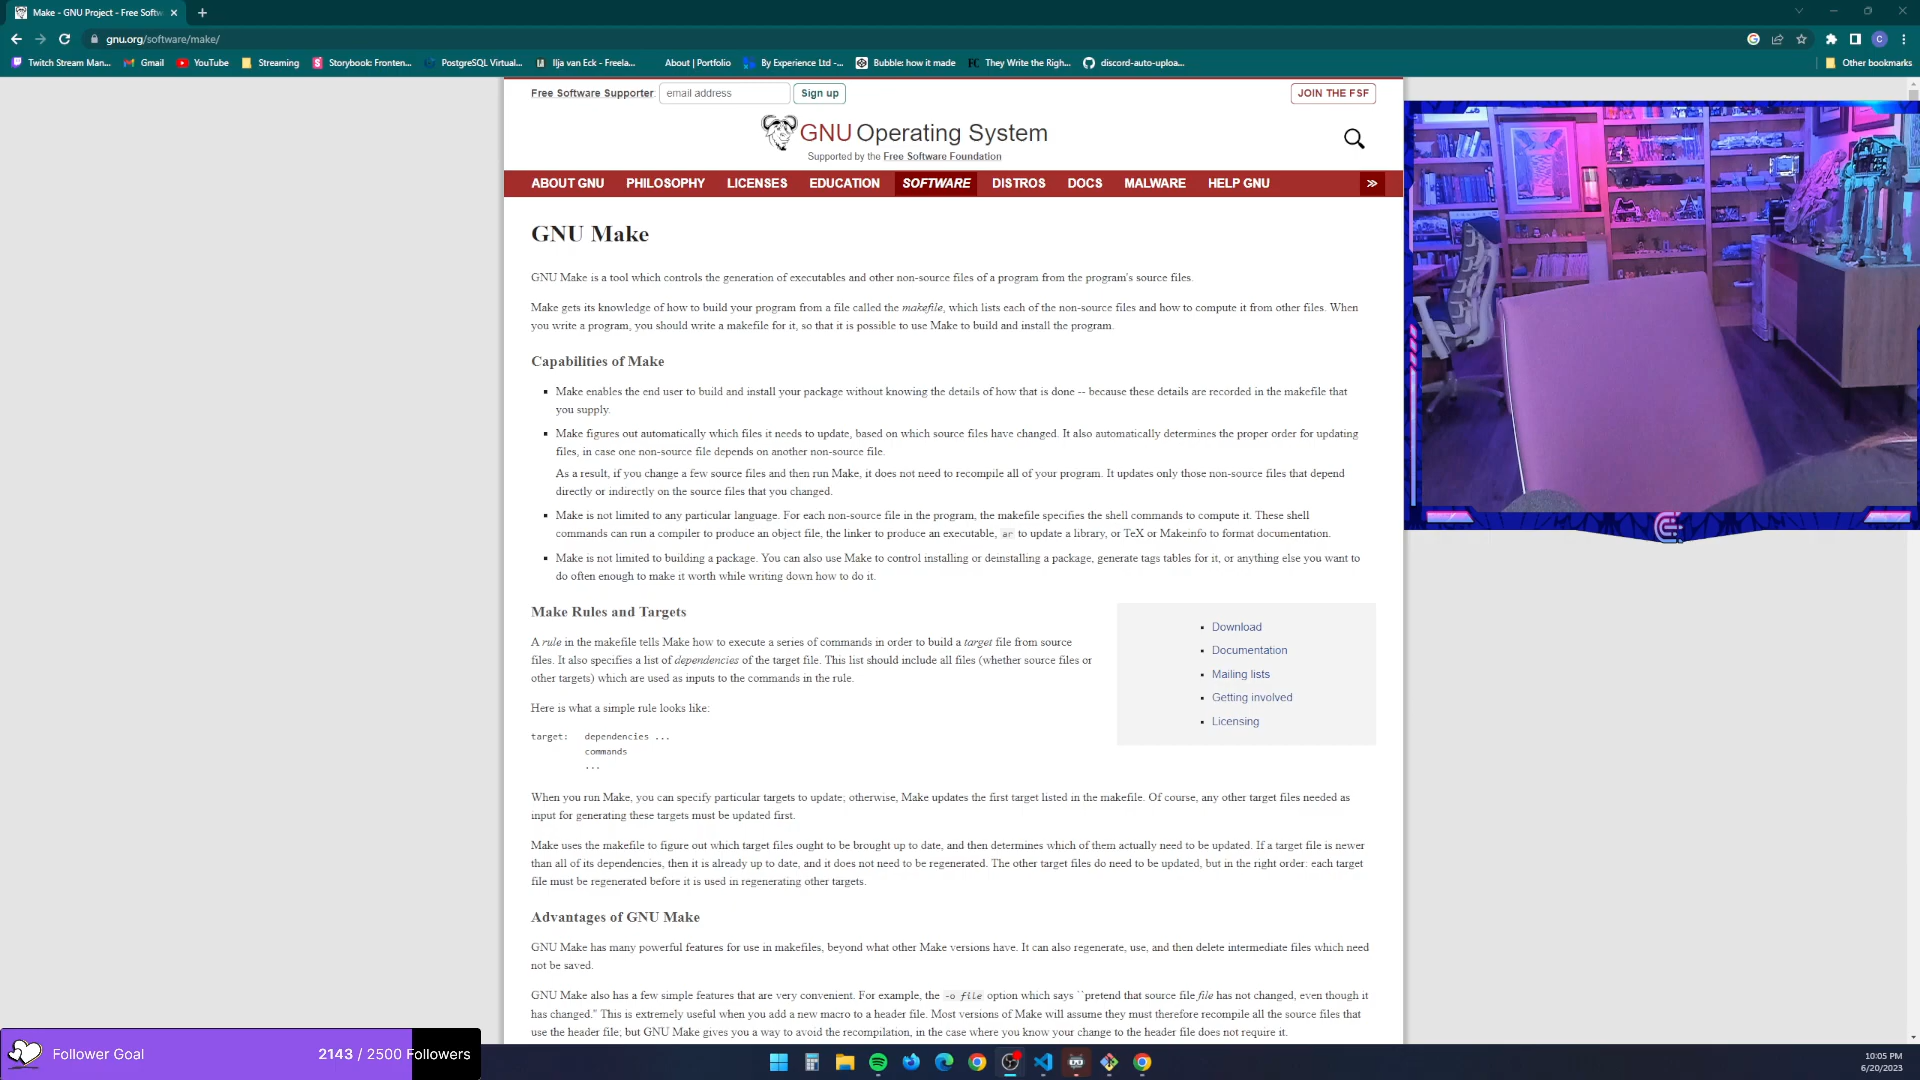 Make - GNU Project - Free Softw
gnu.org/software/make/
Twitch Stream Man... Gmail YouTube Streaming Storybook: Fronten... PostgreSQL Virtual... Ilja van Eck - Freela... About | Portfolio By Experience Ltd -... Bubble: how it made FC They Write the Righ... discord-auto-uploa... Other bookmarks
Free Software Supporter: email address Sign up JOIN THE FSF
GNU Operating System
Supported by the Free Software Foundation
ABOUT GNU PHILOSOPHY LICENSES EDUCATION SOFTWARE DISTROS DOCS MALWARE HELP GNU »
GNU Make
GNU Make is a tool which controls the generation of executables and other non-source files of a program from the program's source files.
Make gets its knowledge of how to build your program from a file called the makefile, which lists each of the non-source files and how to compute it from other files. When
you write a program, you should write a makefile for it, so that it is possible to use Make to build and install the program.
Capabilities of Make
Make enables the end user to build and install your package without knowing the details of how that is done -- because these details are recorded in the makefile that
you supply.
Make figures out automatically which files it needs to update, based on which source files have changed. It also automatically determines the proper order for updating
files, in case one non-source file depends on another non-source file.
As a result, if you change a few source files and then run Make, it does not need to recompile all of your program. It updates only those non-source files that depend
directly or indirectly on the source files that you changed.
Make is not limited to any particular language. For each non-source file in the program, the makefile specifies the shell commands to compute it. These shell
commands can run a compiler to produce an object file, the linker to produce an executable, ar to update a library, or TeX or Makeinfo to format documentation.
Make is not limited to building a package. You can also use Make to control installing or deinstalling a package, generate tags tables for it, or anything else you want to
do often enough to make it worth while writing down how to do it.
Make Rules and Targets
A rule in the makefile tells Make how to execute a series of commands in order to build a target file from source
files. It also specifies a list of dependencies of the target file. This list should include all files (whether source files or
other targets) which are used as inputs to the commands in the rule.
Here is what a simple rule looks like:
target: dependencies ...
commands
...
Download
Documentation
Mailing lists
Getting involved
Licensing
When you run Make, you can specify particular targets to update; otherwise, Make updates the first target listed in the makefile. Of course, any other target files needed as
input for generating these targets must be updated first.
Make uses the makefile to figure out which target files ought to be brought up to date, and then determines which of them actually need to be updated. If a target file is newer
than all of its dependencies, then it is already up to date, and it does not need to be regenerated. The other target files do need to be updated, but in the right order: each target
file must be regenerated before it is used in regenerating other targets.
Advantages of GNU Make
GNU Make has many powerful features for use in makefiles, beyond what other Make versions have. It can also regenerate, use, and then delete intermediate files which need
not be saved.
GNU Make also has a few simple features that are very convenient. For example, the -o file option which says ``pretend that source file file has not changed, even though it
has changed.'' This is extremely useful when you add a new macro to a header file. Most versions of Make will assume they must therefore recompile all the source files that
use the header file; but GNU Make gives you a way to avoid the recompilation, in the case where you know your change to the header file does not require it.
Follower Goal 2143 / 2500 Followers
10:05 PM
6/20/2023